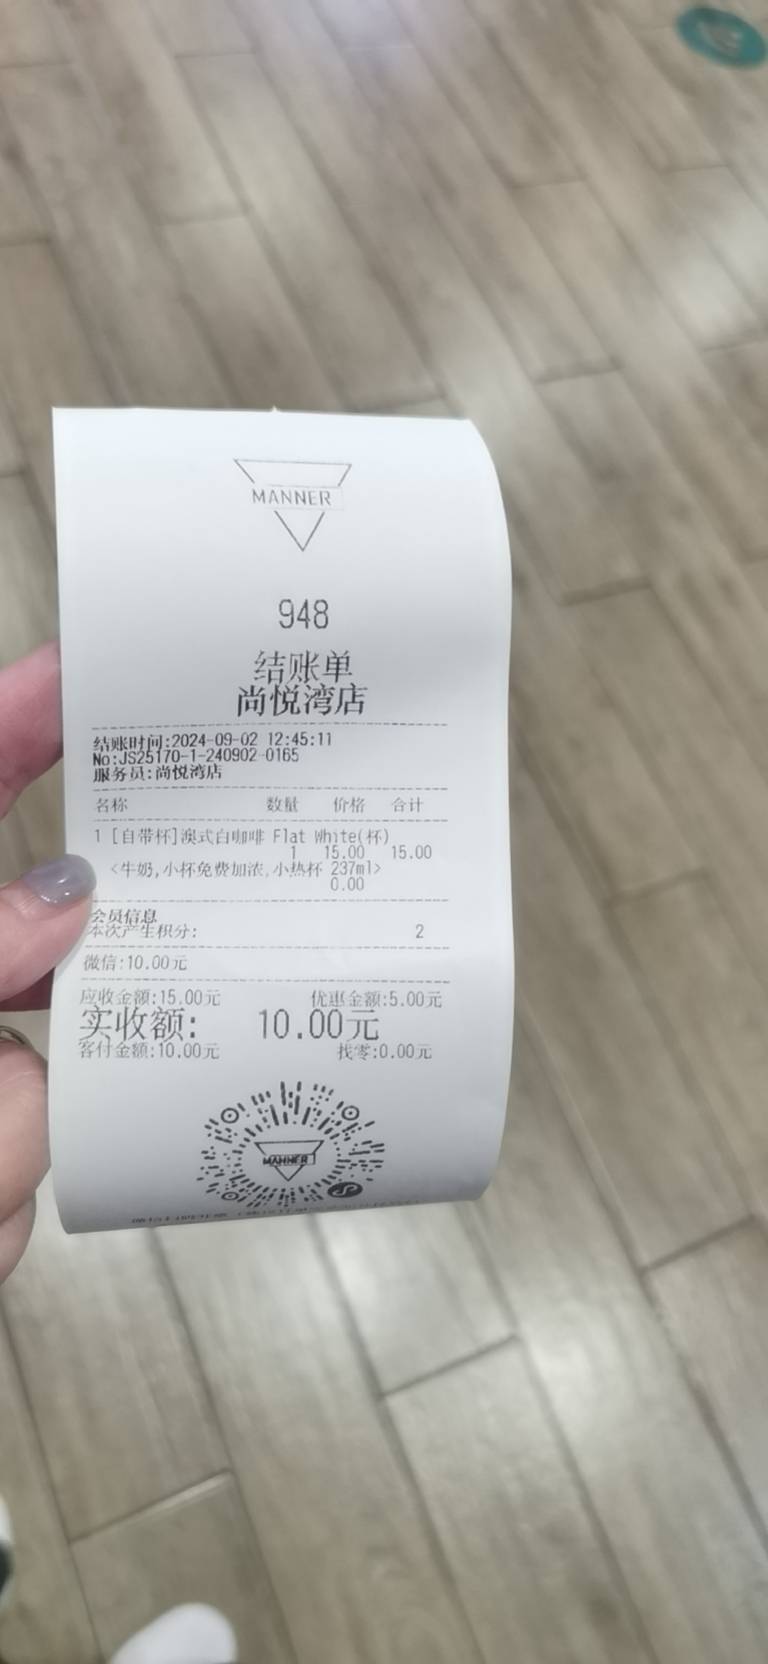 MANNER
948
结账单
尚悦湾店
结账时间:2024-09-02 12:45:11
No:JS25170-1-240902-0165
服务员:尚悦湾店
名称 数量 价格 合计
1 [自带杯]澳式白咖啡 Flat White(杯)
1 15.00 15.00
<牛奶,小杯免费加浓,小热杯 237ml>
0.00
会员信息
本次产生积分: 2
微信:10.00元
应收金额:15.00元 优惠金额:5.00元
实收额: 10.00元
客付金额:10.00元 找零:0.00元
MANNER